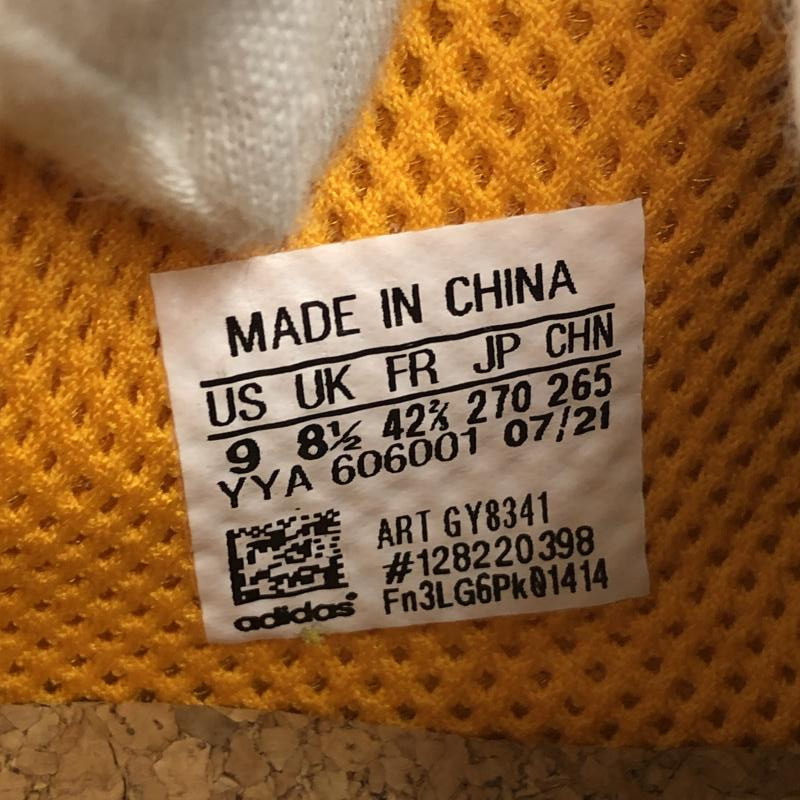 MADE IN CHINA
US UK FR JP CHN
9 8½ 42⅔ 270 265
YYA 606001 07/21
ART GY8341
#128220398
Fn3LG6Pk01414
adidas